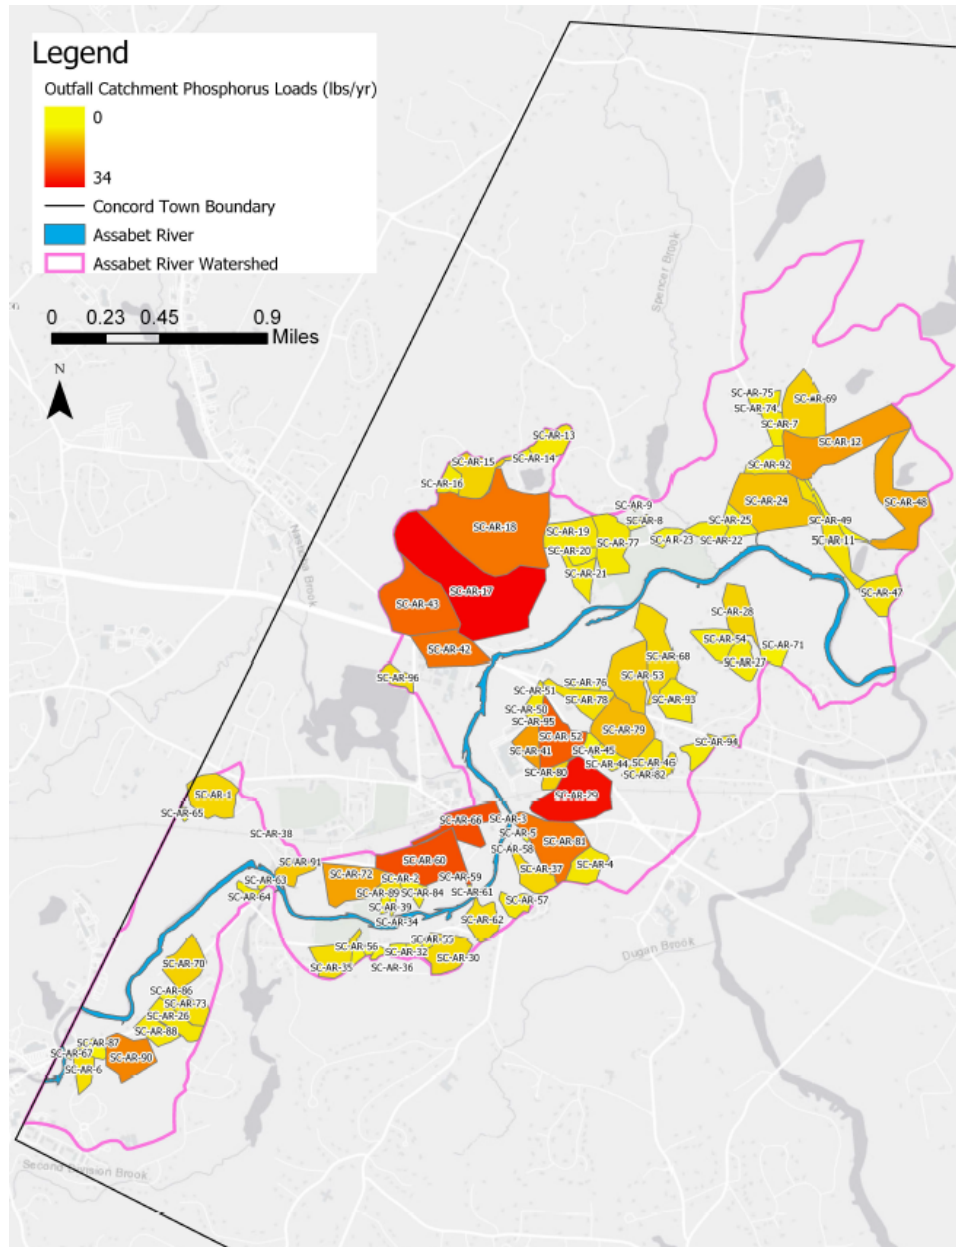 Legend
Outfall Catchment Phosphorus Loads (lbs/yr)
0
34
Concord Town Boundary
Assabet River
Assabet River Watershed
0 0.23 0.45 0.9
Miles
N
Spencer Brook
Nashoba Brook
SC-AR-75
SC-AR-74
SC-AR-69
SC-AR-7
SC-AR-12
SC-AR-13
SC-AR-14
SC-AR-15
SC-AR-16
SC-AR-92
SC-AR-24
SC-AR-48
SC-AR-9
SC-AR-8
SC-AR-25
SC-AR-49
SC-AR-18
SC-AR-19
SC-AR-77
SC-AR-23
SC-AR-22
SC-AR-11
SC-AR-20
SC-AR-21
SC-AR-17
SC-AR-47
SC-AR-43
SC-AR-28
SC-AR-54
SC-AR-71
SC-AR-42
SC-AR-68
SC-AR-27
SC-AR-96
SC-AR-53
SC-AR-51
SC-AR-76
SC-AR-50
SC-AR-78
SC-AR-93
SC-AR-95
SC-AR-52
SC-AR-79
SC-AR-94
SC-AR-41
SC-AR-45
SC-AR-44
SC-AR-46
SC-AR-80
SC-AR-82
SC-AR-1
SC-AR-29
SC-AR-65
SC-AR-66
SC-AR-3
SC-AR-38
SC-AR-5
SC-AR-81
SC-AR-58
SC-AR-60
SC-AR-91
SC-AR-72
SC-AR-2
SC-AR-59
SC-AR-37
SC-AR-4
SC-AR-63
SC-AR-64
SC-AR-89
SC-AR-84
SC-AR-61
SC-AR-39
SC-AR-57
SC-AR-34
SC-AR-62
SC-AR-56
SC-AR-55
SC-AR-32
SC-AR-30
SC-AR-35
SC-AR-36
Dugan Brook
SC-AR-70
SC-AR-86
SC-AR-73
SC-AR-26
SC-AR-88
SC-AR-87
SC-AR-67
SC-AR-90
SC-AR-6
Second Division Brook